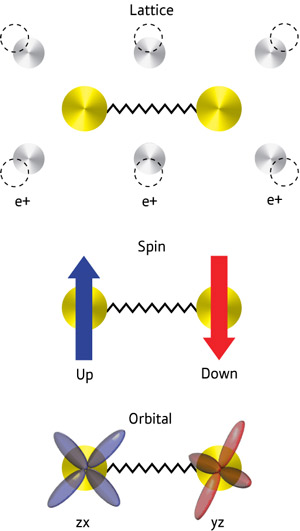 Lattice
e+ e+ e+
Spin
Up Down
Orbital
zx yz